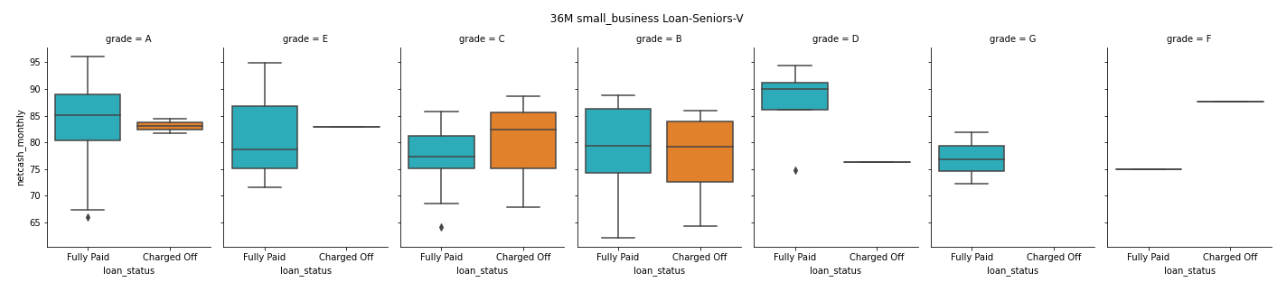 36M small_business Loan-Seniors-V
grade = A
grade = E
grade = C
grade = B
grade = D
grade = G
grade = F
netcash_monthly
95
90
85
80
75
70
65
Fully Paid Charged Off
loan_status
Fully Paid Charged Off
loan_status
Fully Paid Charged Off
loan_status
Fully Paid Charged Off
loan_status
Fully Paid Charged Off
loan_status
Fully Paid Charged Off
loan_status
Fully Paid Charged Off
loan_status